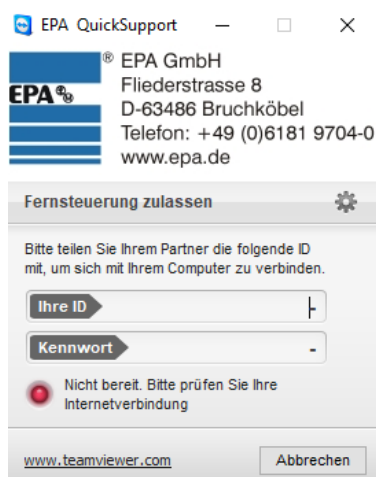 EPA QuickSupport
EPA ® EPA GmbH
Fliederstrasse 8
D-63486 Bruchköbel
Telefon: +49 (0)6181 9704-0
www.epa.de
Fernsteuerung zulassen
Bitte teilen Sie Ihrem Partner die folgende ID
mit, um sich mit Ihrem Computer zu verbinden.
Ihre ID -
Kennwort -
Nicht bereit. Bitte prüfen Sie Ihre
Internetverbindung
www.teamviewer.com Abbrechen